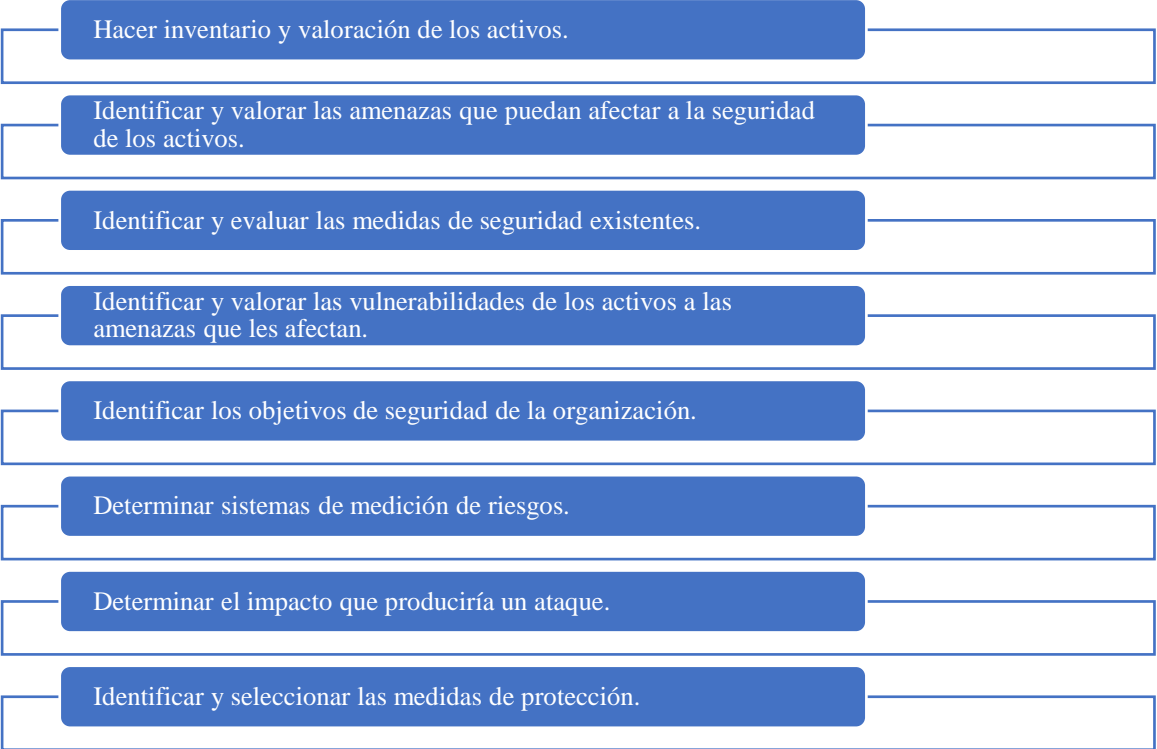 Hacer inventario y valoración de los activos.
Identificar y valorar las amenazas que puedan afectar a la seguridad
de los activos.
Identificar y evaluar las medidas de seguridad existentes.
Identificar y valorar las vulnerabilidades de los activos a las
amenazas que les afectan.
Identificar los objetivos de seguridad de la organización.
Determinar sistemas de medición de riesgos.
Determinar el impacto que produciría un ataque.
Identificar y seleccionar las medidas de protección.